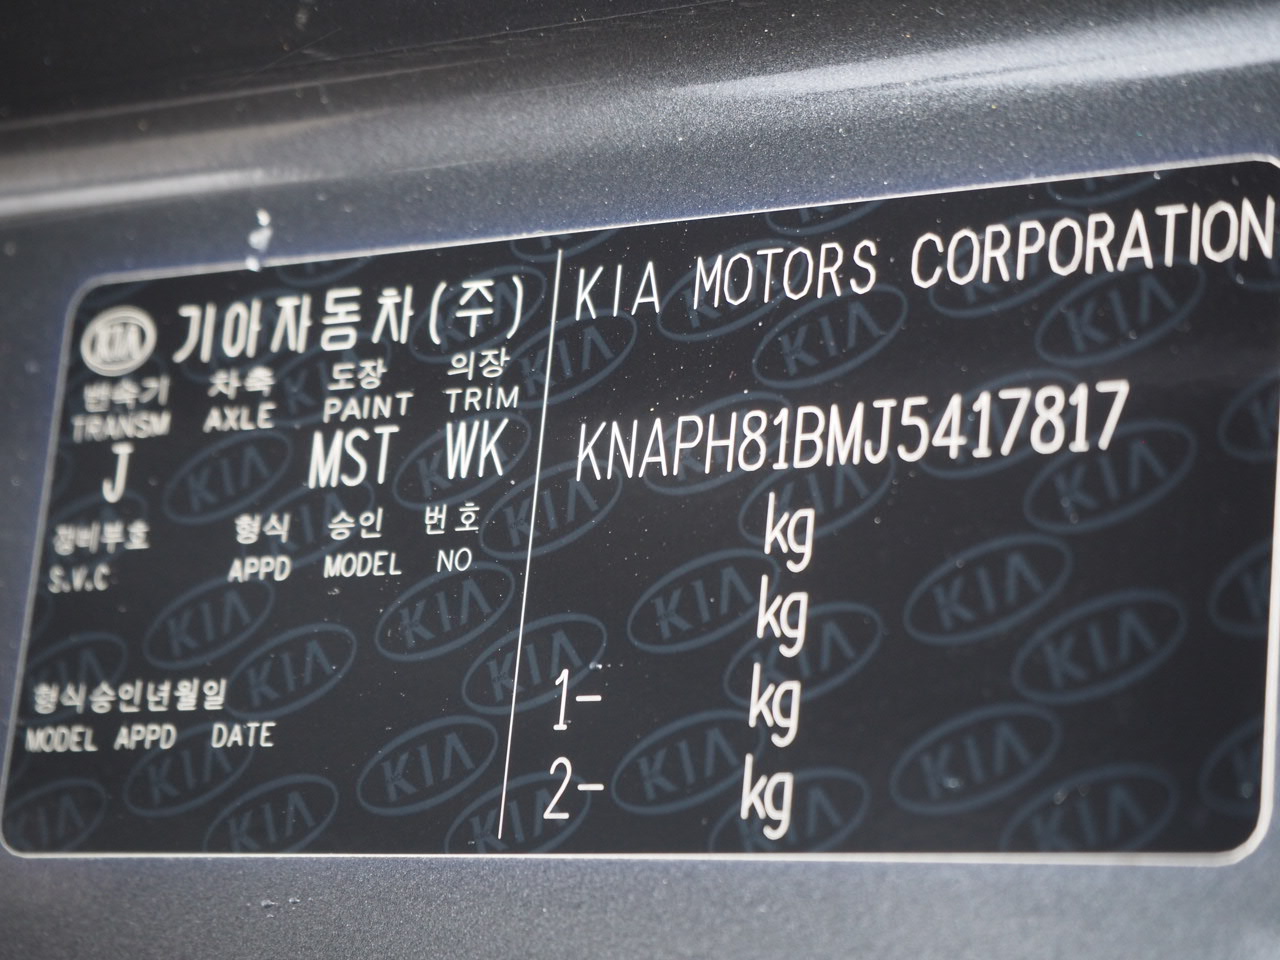 KIA 기아자동차(주)
변속기 차축 도장 의장
TRANSM AXLE PAINT TRIM
J MST WK
장비부호 형식 승인 번호
S.V.C APPD MODEL NO
형식승인년월일
MODEL APPD DATE
KIA MOTORS CORPORATION
KNAPH81BMJ5417817
kg
kg
1- kg
2- kg